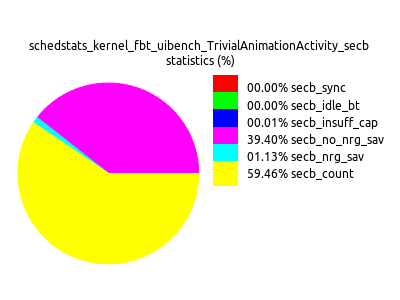 schedstats_kernel_fbt_uibench_TrivialAnimationActivity_secb
statistics (%)
00.00% secb_sync
00.00% secb_idle_bt
00.01% secb_insuff_cap
39.40% secb_no_nrg_sav
01.13% secb_nrg_sav
59.46% secb_count